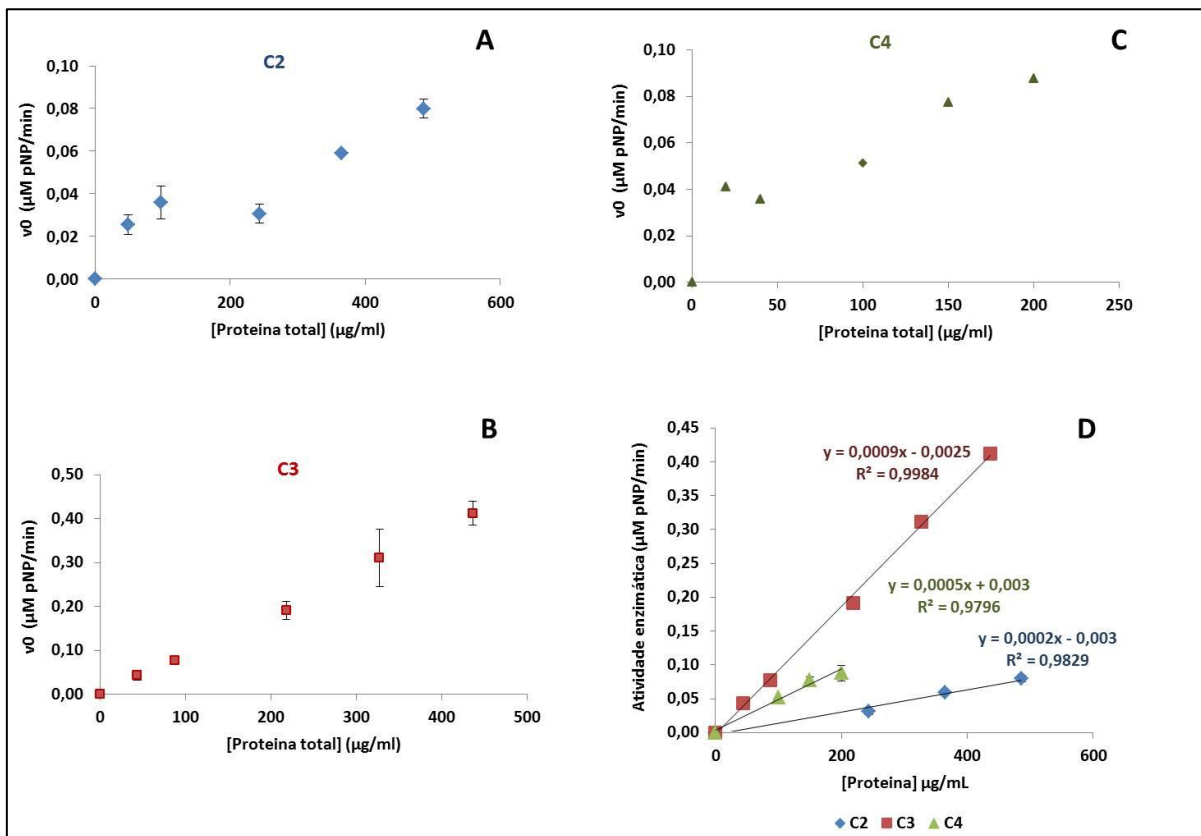 A
C2
v0 (µM pNP/min)
0,10
0,08
0,06
0,04
0,02
0,00
0 200 400 600
[Proteina total] (µg/ml)
C
C4
v0 (µM pNP/min)
0,10
0,08
0,06
0,04
0,02
0,00
0 50 100 150 200 250
[Proteina total] (µg/ml)
B
C3
v0 (µM pNP/min)
0,50
0,40
0,30
0,20
0,10
0,00
0 100 200 300 400 500
[Proteina total] (µg/ml)
D
Atividade enzimática (µM pNP/min)
0,45
0,40
0,35
0,30
0,25
0,20
0,15
0,10
0,05
0,00
y = 0,0009x - 0,0025
R² = 0,9984
y = 0,0005x + 0,003
R² = 0,9796
y = 0,0002x - 0,003
R² = 0,9829
0 200 400 600
[Proteina] µg/mL
C2 C3 C4